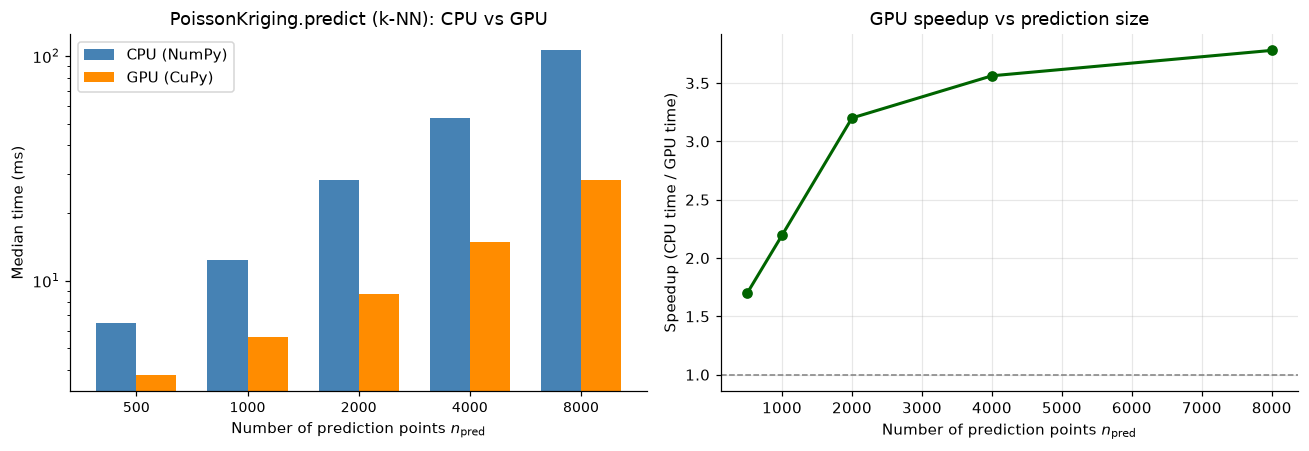 PoissonKriging.predict (k-NN): CPU vs GPU
CPU (NumPy)
GPU (CuPy)
Median time (ms)
10²
10¹
500 1000 2000 4000 8000
Number of prediction points n_pred
GPU speedup vs prediction size
Speedup (CPU time / GPU time)
3.5
3.0
2.5
2.0
1.5
1.0
1000 2000 3000 4000 5000 6000 7000 8000
Number of prediction points n_pred